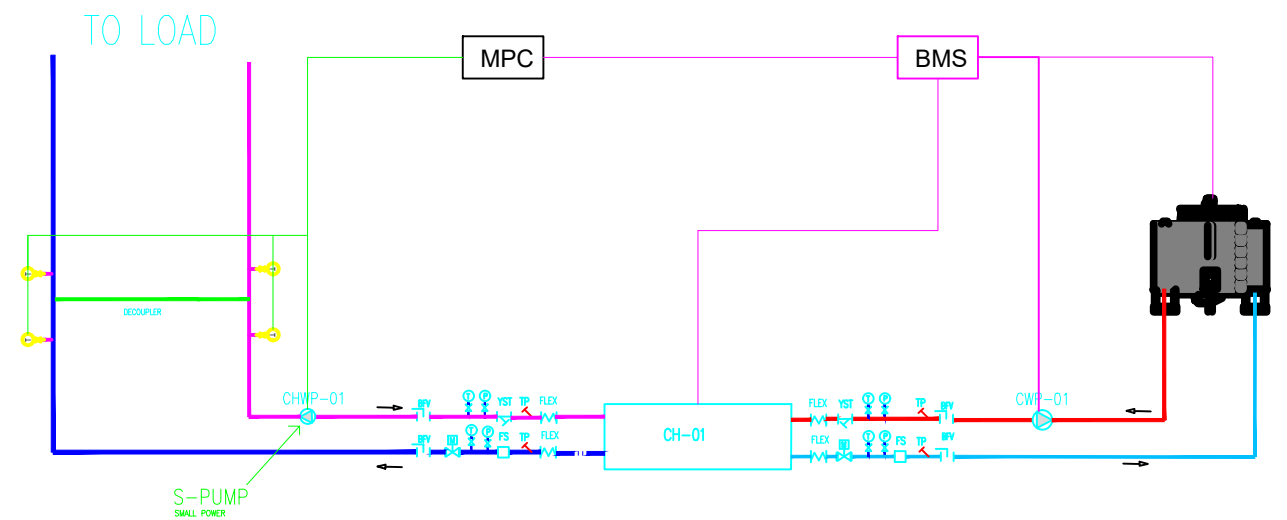 TO LOAD
MPC
BMS
DECOUPLER
CHWP-01
BFV
T
P
YST
TP
FLEX
FLEX
YST
T
P
TP
BFV
CWP-01
CH-01
BFV
M
T
P
FS
TP
FLEX
FLEX
M
T
P
FS
TP
BFV
S-PUMP
SMALL POWER